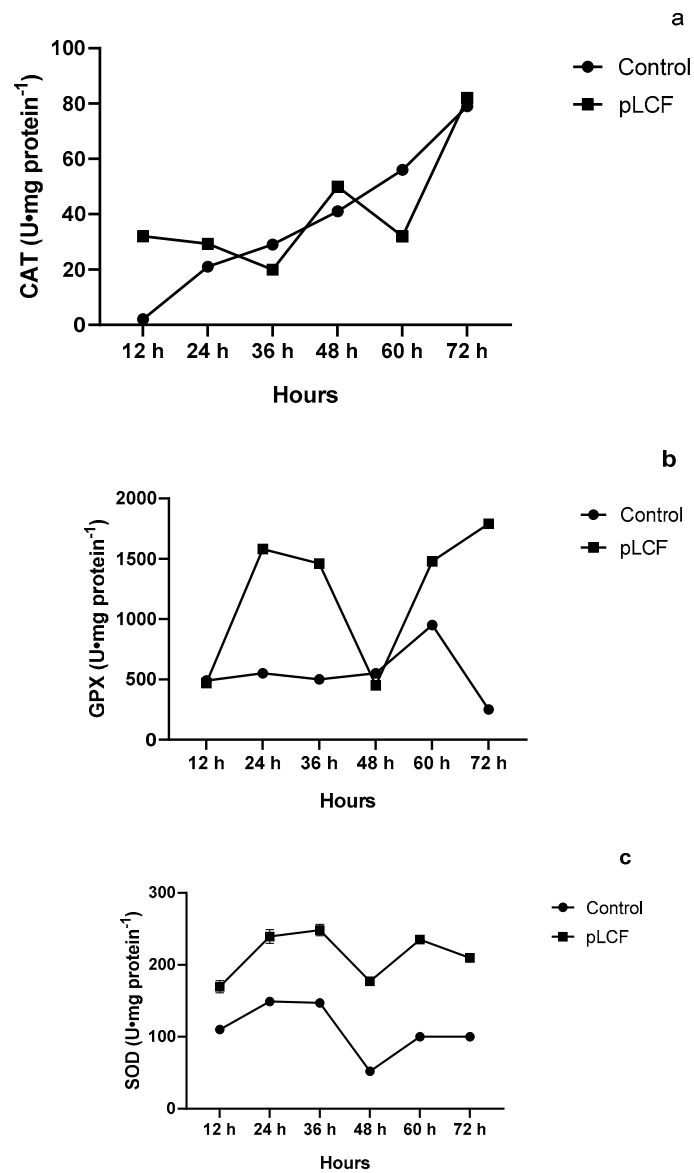 a
Control
pLCF
CAT (U•mg protein⁻¹)
100
80
60
40
20
0
12 h 24 h 36 h 48 h 60 h 72 h
Hours
b
Control
pLCF
GPX (U•mg protein⁻¹)
2000
1500
1000
500
0
12 h 24 h 36 h 48 h 60 h 72 h
Hours
c
Control
pLCF
SOD (U•mg protein⁻¹)
300
200
100
0
12 h 24 h 36 h 48 h 60 h 72 h
Hours